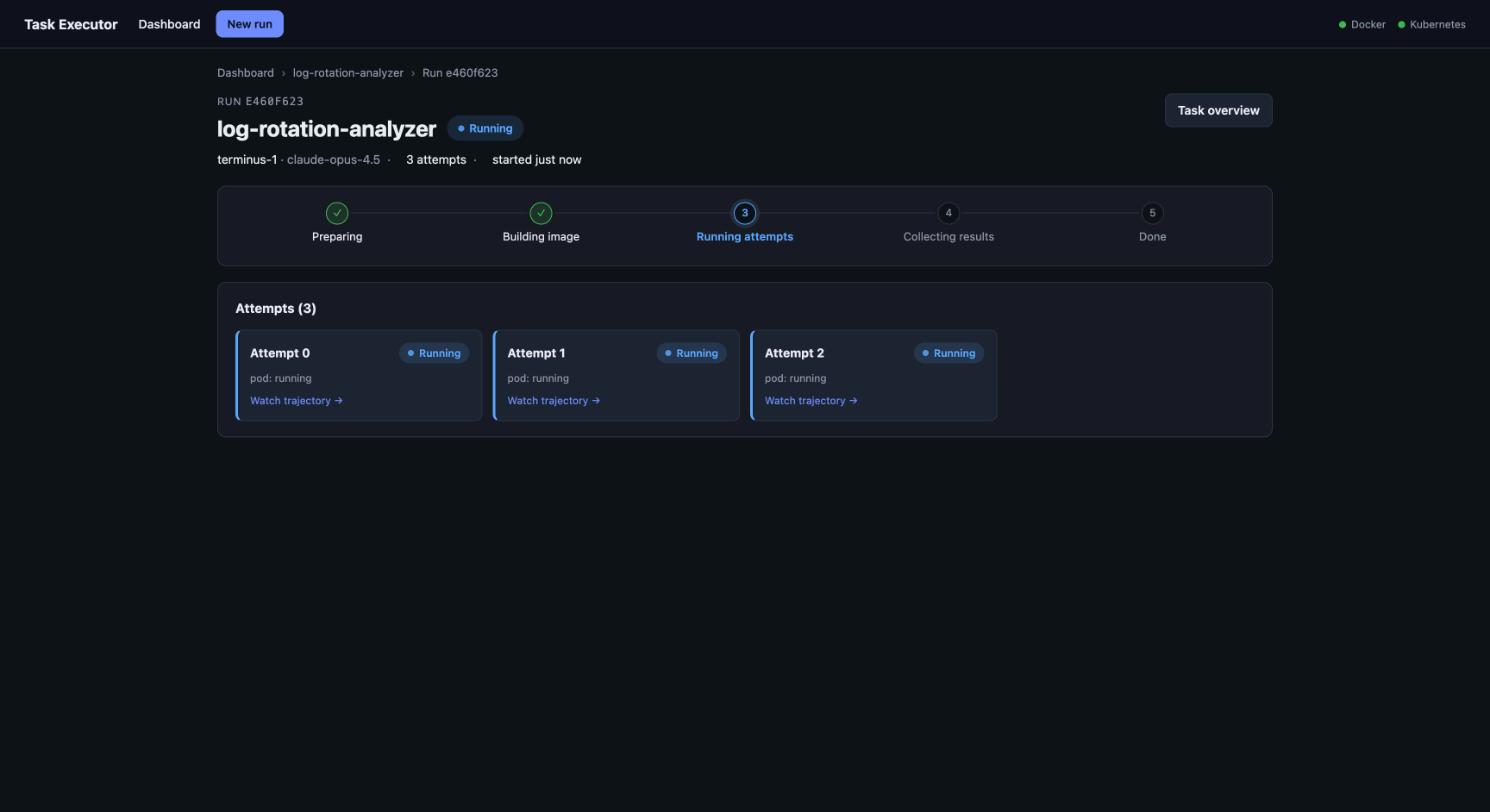 Task Executor Dashboard New run Docker Kubernetes
Dashboard › log-rotation-analyzer › Run e460f623
RUN E460F623
Task overview
log-rotation-analyzer Running
terminus-1 · claude-opus-4.5 · 3 attempts · started just now
3 4 5
Preparing Building image Running attempts Collecting results Done
Attempts (3)
Attempt 0 Running
pod: running
Watch trajectory →
Attempt 1 Running
pod: running
Watch trajectory →
Attempt 2 Running
pod: running
Watch trajectory →